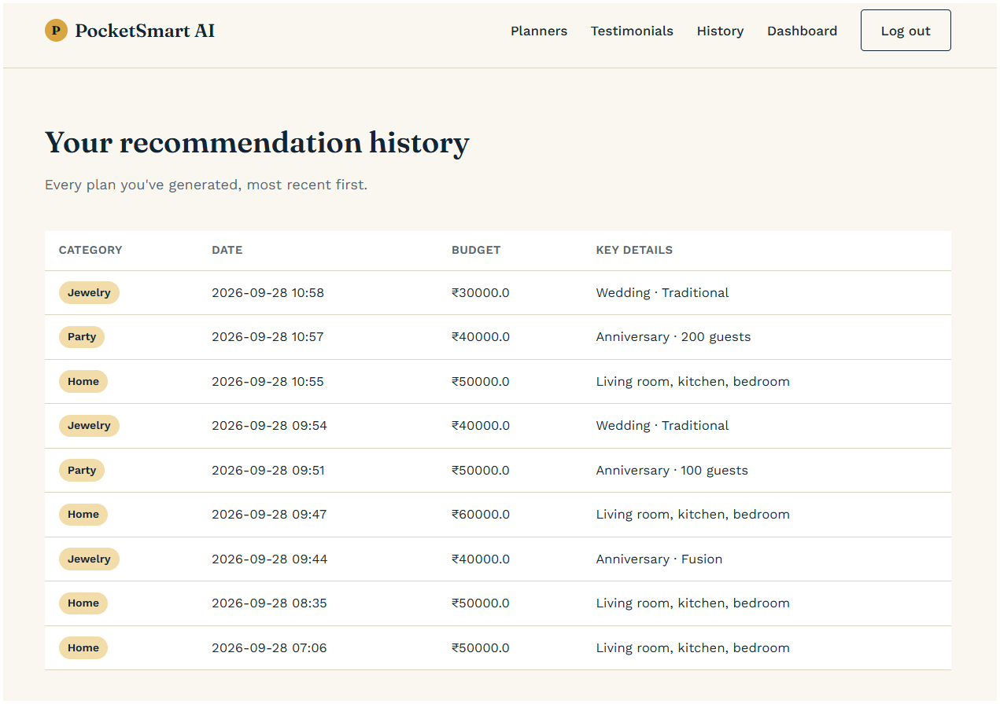 P PocketSmart AI Planners Testimonials History Dashboard Log out
Your recommendation history
Every plan you've generated, most recent first.
CATEGORY DATE BUDGET KEY DETAILS
Jewelry 2026-09-28 10:58 ₹30000.0 Wedding · Traditional
Party 2026-09-28 10:57 ₹40000.0 Anniversary · 200 guests
Home 2026-09-28 10:55 ₹50000.0 Living room, kitchen, bedroom
Jewelry 2026-09-28 09:54 ₹40000.0 Wedding · Traditional
Party 2026-09-28 09:51 ₹50000.0 Anniversary · 100 guests
Home 2026-09-28 09:47 ₹60000.0 Living room, kitchen, bedroom
Jewelry 2026-09-28 09:44 ₹40000.0 Anniversary · Fusion
Home 2026-09-28 08:35 ₹50000.0 Living room, kitchen, bedroom
Home 2026-09-28 07:06 ₹50000.0 Living room, kitchen, bedroom